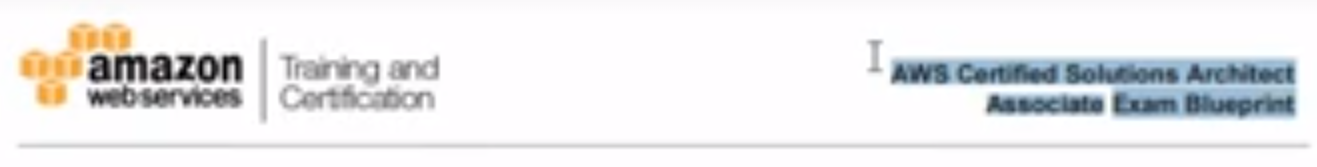 amazon
webservices
Training and
Certification
AWS Certified Solutions Architect
Associate Exam Blueprint